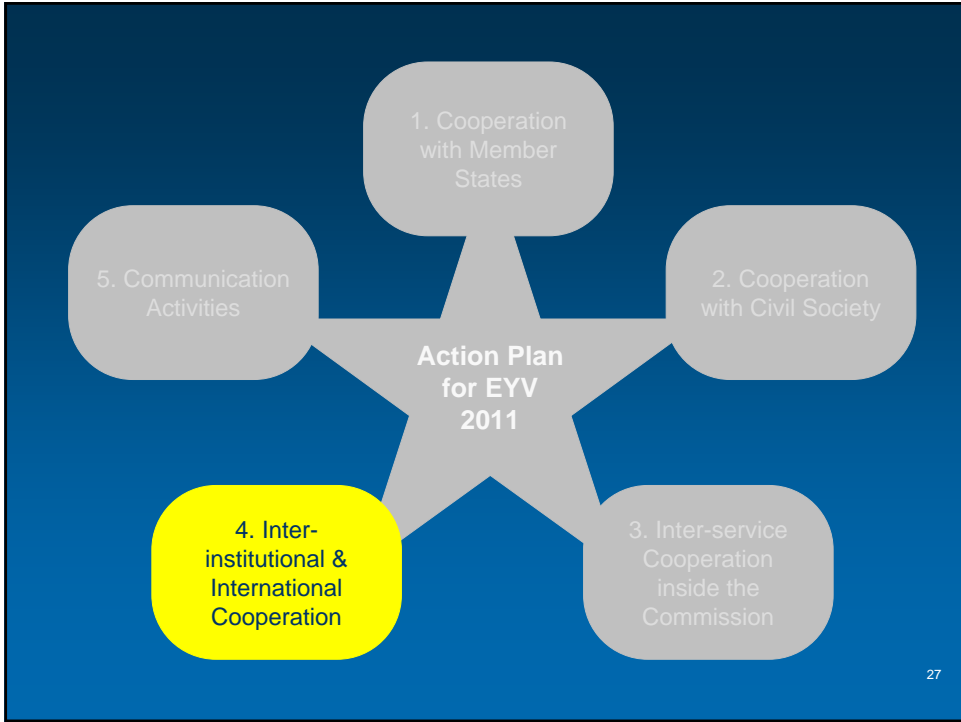 1. Cooperation
with Member
States
5. Communication
Activities
2. Cooperation
with Civil Society
Action Plan
for EYV
2011
4. Inter-
institutional &
International
Cooperation
3. Inter-service
Cooperation
inside the
Commission
27